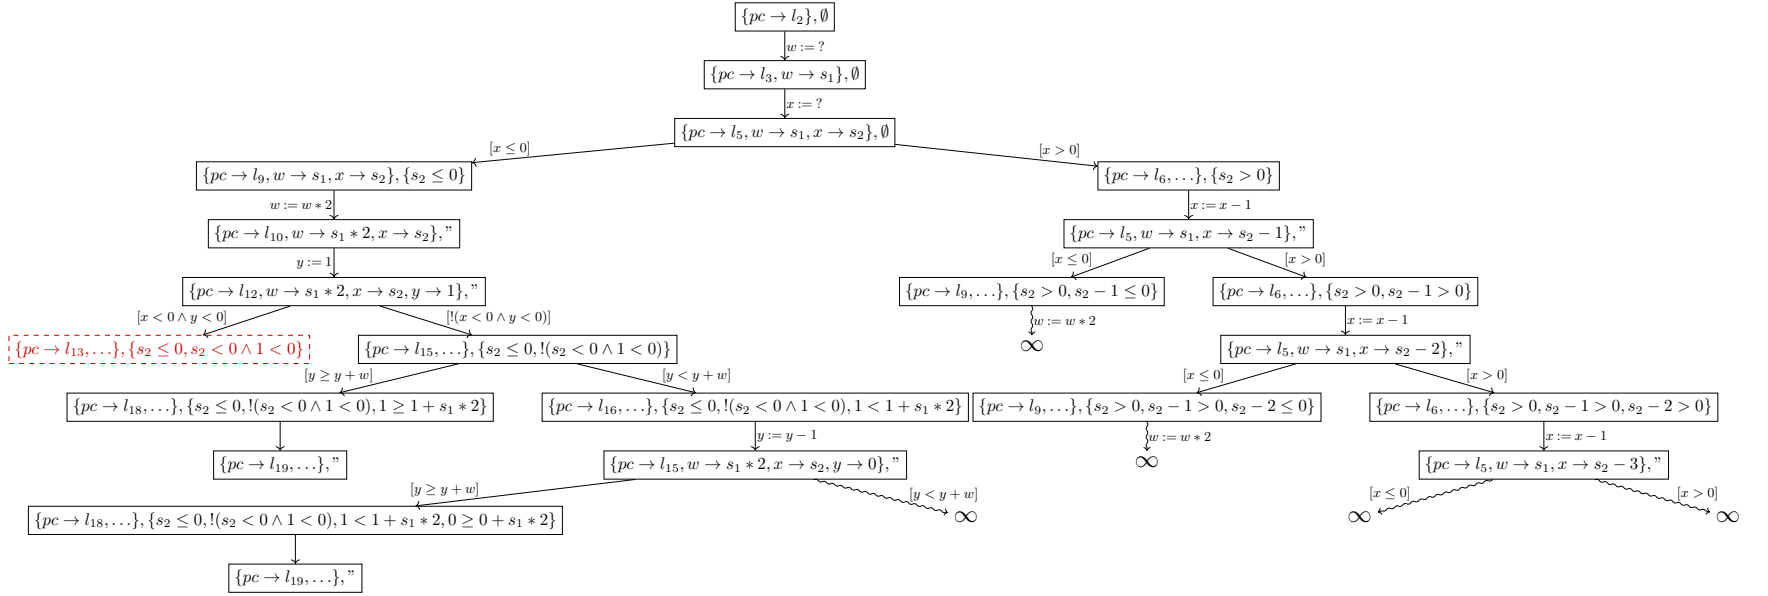 {pc → l₂}, ∅
w := ?
{pc → l₃, w → s₁}, ∅
x := ?
{pc → l₅, w → s₁, x → s₂}, ∅
[x ≤ 0]
[x > 0]
{pc → l₉, w → s₁, x → s₂}, {s₂ ≤ 0}
{pc → l₆, …}, {s₂ > 0}
w := w * 2
x := x − 1
{pc → l₁₀, w → s₁ * 2, x → s₂}, ”
{pc → l₅, w → s₁, x → s₂ − 1}, ”
y := 1
[x ≤ 0]
[x > 0]
{pc → l₁₂, w → s₁ * 2, x → s₂, y → 1}, ”
{pc → l₉, …}, {s₂ > 0, s₂ − 1 ≤ 0}
{pc → l₆, …}, {s₂ > 0, s₂ − 1 > 0}
[x < 0 ∧ y < 0]
[!(x < 0 ∧ y < 0)]
w := w * 2
x := x − 1
{pc → l₁₃, …}, {s₂ ≤ 0, s₂ < 0 ∧ 1 < 0}
{pc → l₁₅, …}, {s₂ ≤ 0, !(s₂ < 0 ∧ 1 < 0)}
∞
{pc → l₅, w → s₁, x → s₂ − 2}, ”
[y ≥ y + w]
[y < y + w]
[x ≤ 0]
[x > 0]
{pc → l₁₈, …}, {s₂ ≤ 0, !(s₂ < 0 ∧ 1 < 0), 1 ≥ 1 + s₁ * 2}
{pc → l₁₆, …}, {s₂ ≤ 0, !(s₂ < 0 ∧ 1 < 0), 1 < 1 + s₁ * 2}
{pc → l₉, …}, {s₂ > 0, s₂ − 1 > 0, s₂ − 2 ≤ 0}
{pc → l₆, …}, {s₂ > 0, s₂ − 1 > 0, s₂ − 2 > 0}
y := y − 1
w := w * 2
x := x − 1
{pc → l₁₉, …}, ”
{pc → l₁₅, w → s₁ * 2, x → s₂, y → 0}, ”
∞
{pc → l₅, w → s₁, x → s₂ − 3}, ”
[y ≥ y + w]
[y < y + w]
[x ≤ 0]
[x > 0]
{pc → l₁₈, …}, {s₂ ≤ 0, !(s₂ < 0 ∧ 1 < 0), 1 < 1 + s₁ * 2, 0 ≥ 0 + s₁ * 2}
∞
∞
∞
{pc → l₁₉, …}, ”